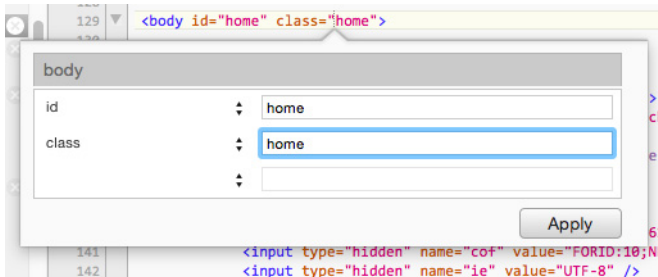 129 <body id="home" class="home">
body
id home
class home
Apply
141 <input type="hidden" name="cof" value="FORID:10;N
142 <input type="hidden" name="ie" value="UTF-8" />